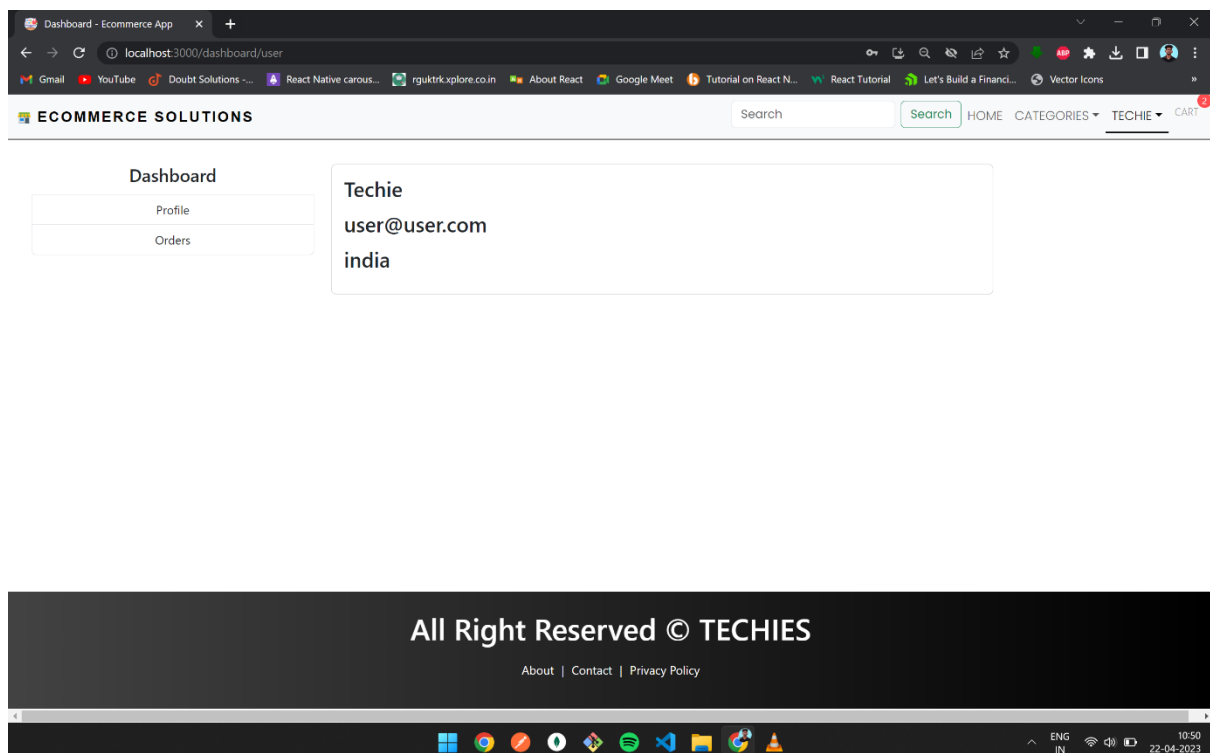 Dashboard - Ecommerce App
localhost:3000/dashboard/user
ABP
Gmail YouTube Doubt Solutions -... React Native carous... rguktrk.xplore.co.in About React Google Meet Tutorial on React N... React Tutorial Let's Build a Financi... Vector Icons »
ECOMMERCE SOLUTIONS Search Search HOME CATEGORIES TECHIE CART 2
Dashboard
Profile
Orders
Techie
user@user.com
india
All Right Reserved © TECHIES
About | Contact | Privacy Policy
ENG 10:50
IN 22-04-2023